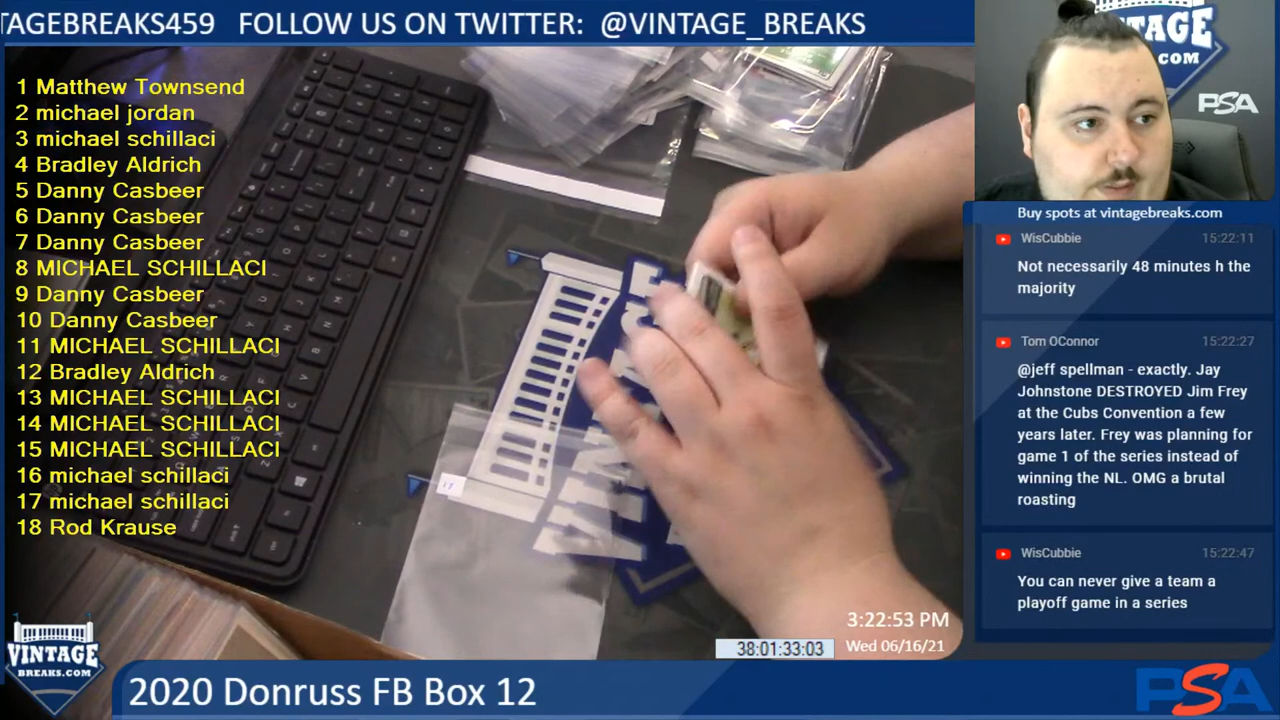 TAGEBREAKS459 FOLLOW US ON TWITTER: @VINTAGE_BREAKS
TAGE
COM
PSA
1 Matthew Townsend
2 michael jordan
3 michael schillaci
4 Bradley Aldrich
5 Danny Casbeer
6 Danny Casbeer
7 Danny Casbeer
8 MICHAEL SCHILLACI
9 Danny Casbeer
10 Danny Casbeer
11 MICHAEL SCHILLACI
12 Bradley Aldrich
13 MICHAEL SCHILLACI
14 MICHAEL SCHILLACI
15 MICHAEL SCHILLACI
16 michael schillaci
17 michael schillaci
18 Rod Krause
Buy spots at vintagebreaks.com
WisCubbie 15:22:11
Not necessarily 48 minutes h the
majority
Tom OConnor 15:22:27
@jeff spellman - exactly. Jay
Johnstone DESTROYED Jim Frey
at the Cubs Convention a few
years later. Frey was planning for
game 1 of the series instead of
winning the NL. OMG a brutal
roasting
WisCubbie 15:22:47
You can never give a team a
playoff game in a series
3:22:53 PM
38:01:33:03 Wed 06/16/21
VINTAGE
BREAKS.COM
2020 Donruss FB Box 12
PSA